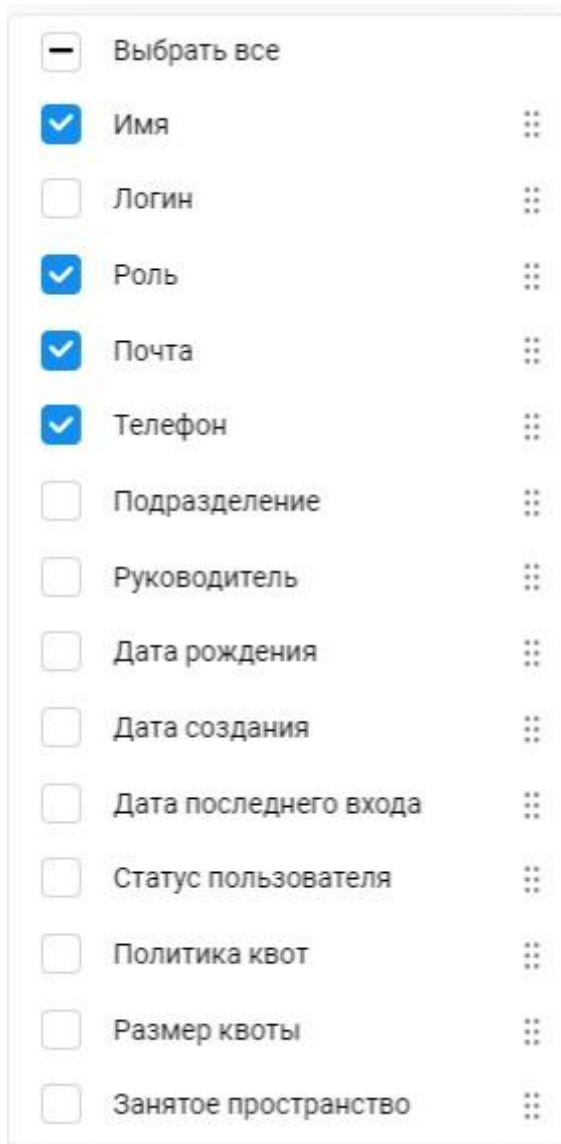 Выбрать все
Имя
Логин
Роль
Почта
Телефон
Подразделение
Руководитель
Дата рождения
Дата создания
Дата последнего входа
Статус пользователя
Политика квот
Размер квоты
Занятое пространство